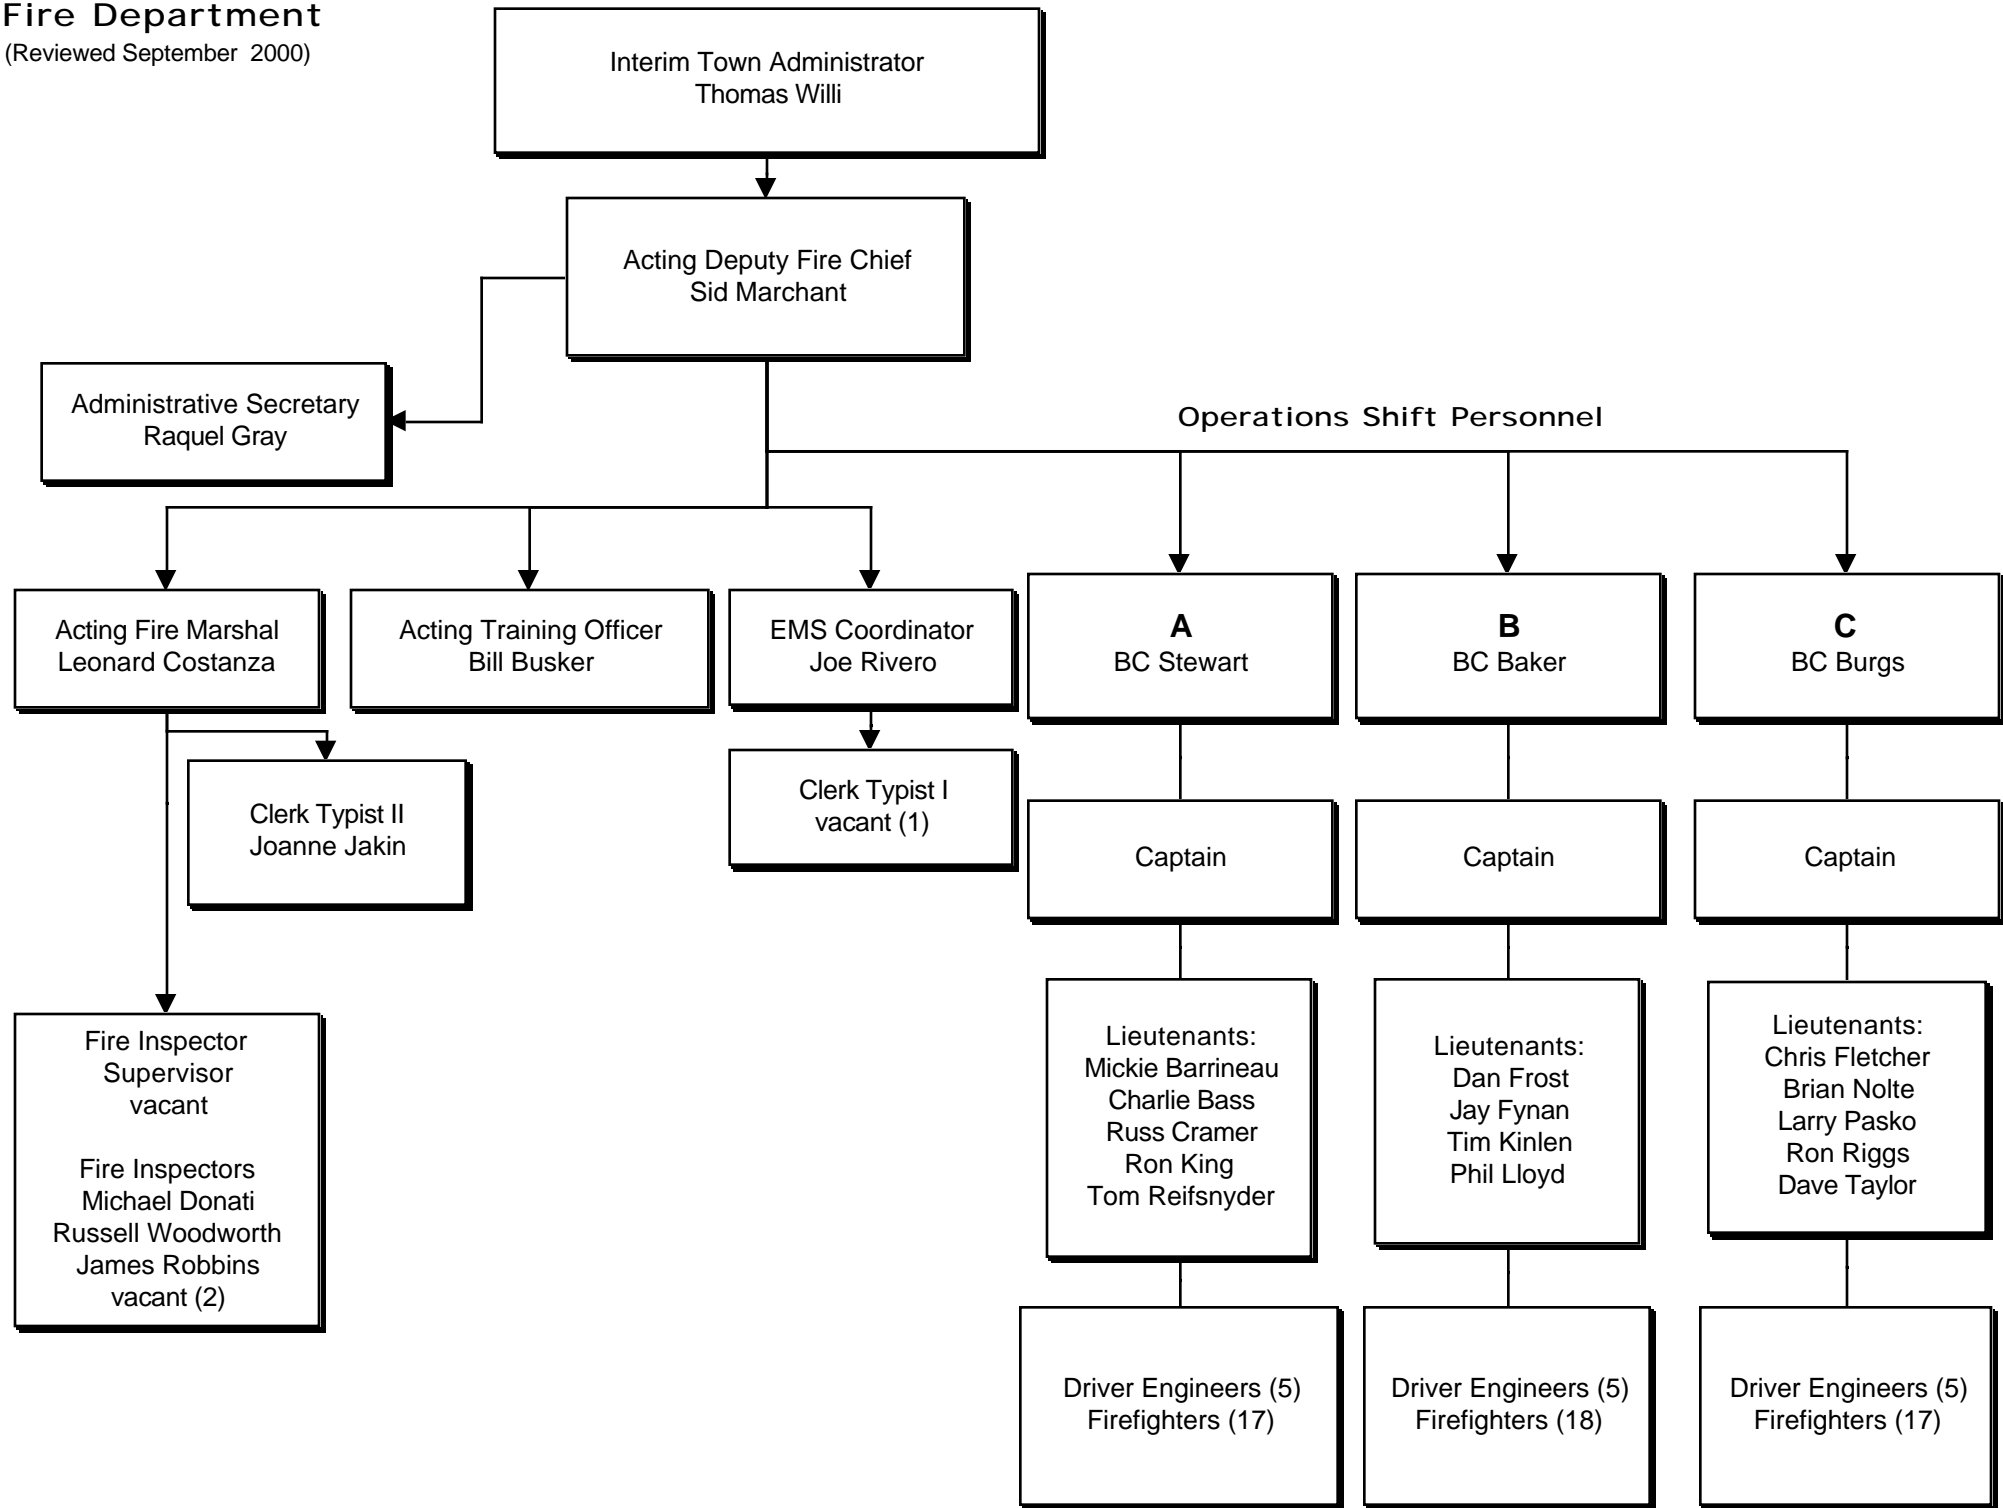 Fire Department
(Reviewed September 2000)
Interim Town Administrator
Thomas Willi
Acting Deputy Fire Chief
Sid Marchant
Administrative Secretary
Raquel Gray
Operations Shift Personnel
Acting Fire Marshal
Leonard Costanza
Acting Training Officer
Bill Busker
EMS Coordinator
Joe Rivero
A
BC Stewart
B
BC Baker
C
BC Burgs
Clerk Typist II
Joanne Jakin
Clerk Typist I
vacant (1)
Captain
Captain
Captain
Fire Inspector
Supervisor
vacant
Fire Inspectors
Michael Donati
Russell Woodworth
James Robbins
vacant (2)
Lieutenants:
Mickie Barrineau
Charlie Bass
Russ Cramer
Ron King
Tom Reifsnyder
Lieutenants:
Dan Frost
Jay Fynan
Tim Kinlen
Phil Lloyd
Lieutenants:
Chris Fletcher
Brian Nolte
Larry Pasko
Ron Riggs
Dave Taylor
Driver Engineers (5)
Firefighters (17)
Driver Engineers (5)
Firefighters (18)
Driver Engineers (5)
Firefighters (17)